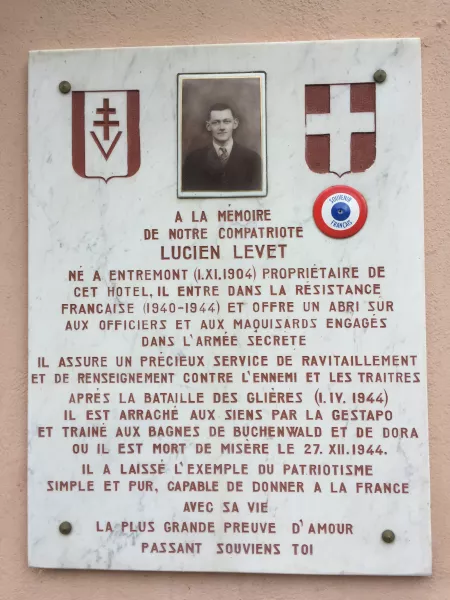 SOUVENIR
FRANÇAIS
A LA MÉMOIRE
DE NOTRE COMPATRIOTE
LUCIEN LEVET
NÉ A ENTREMONT (1.XI.1904) PROPRIÉTAIRE DE
CET HOTEL, IL ENTRE DANS LA RÉSISTANCE
FRANCAISE (1940-1944) ET OFFRE UN ABRI SUR
AUX OFFICIERS ET AUX MAQUISARDS ENGAGÉS
DANS L'ARMÉE SECRETE
IL ASSURE UN PRÉCIEUX SERVICE DE RAVITAILLEMENT
ET DE RENSEIGNEMENT CONTRE L'ENNEMI ET LES TRAITRES
APRÈS LA BATAILLE DES GLIÈRES (1.IV.1944)
IL EST ARRACHÉ AUX SIENS PAR LA GESTAPO
ET TRAINÉ AUX BAGNES DE BUCHENWALD ET DE DORA
OU IL EST MORT DE MISÈRE LE 27.XII.1944.
IL A LAISSÉ L'EXEMPLE DU PATRIOTISME
SIMPLE ET PUR, CAPABLE DE DONNER A LA FRANCE
AVEC SA VIE
LA PLUS GRANDE PREUVE D'AMOUR
PASSANT SOUVIENS TOI